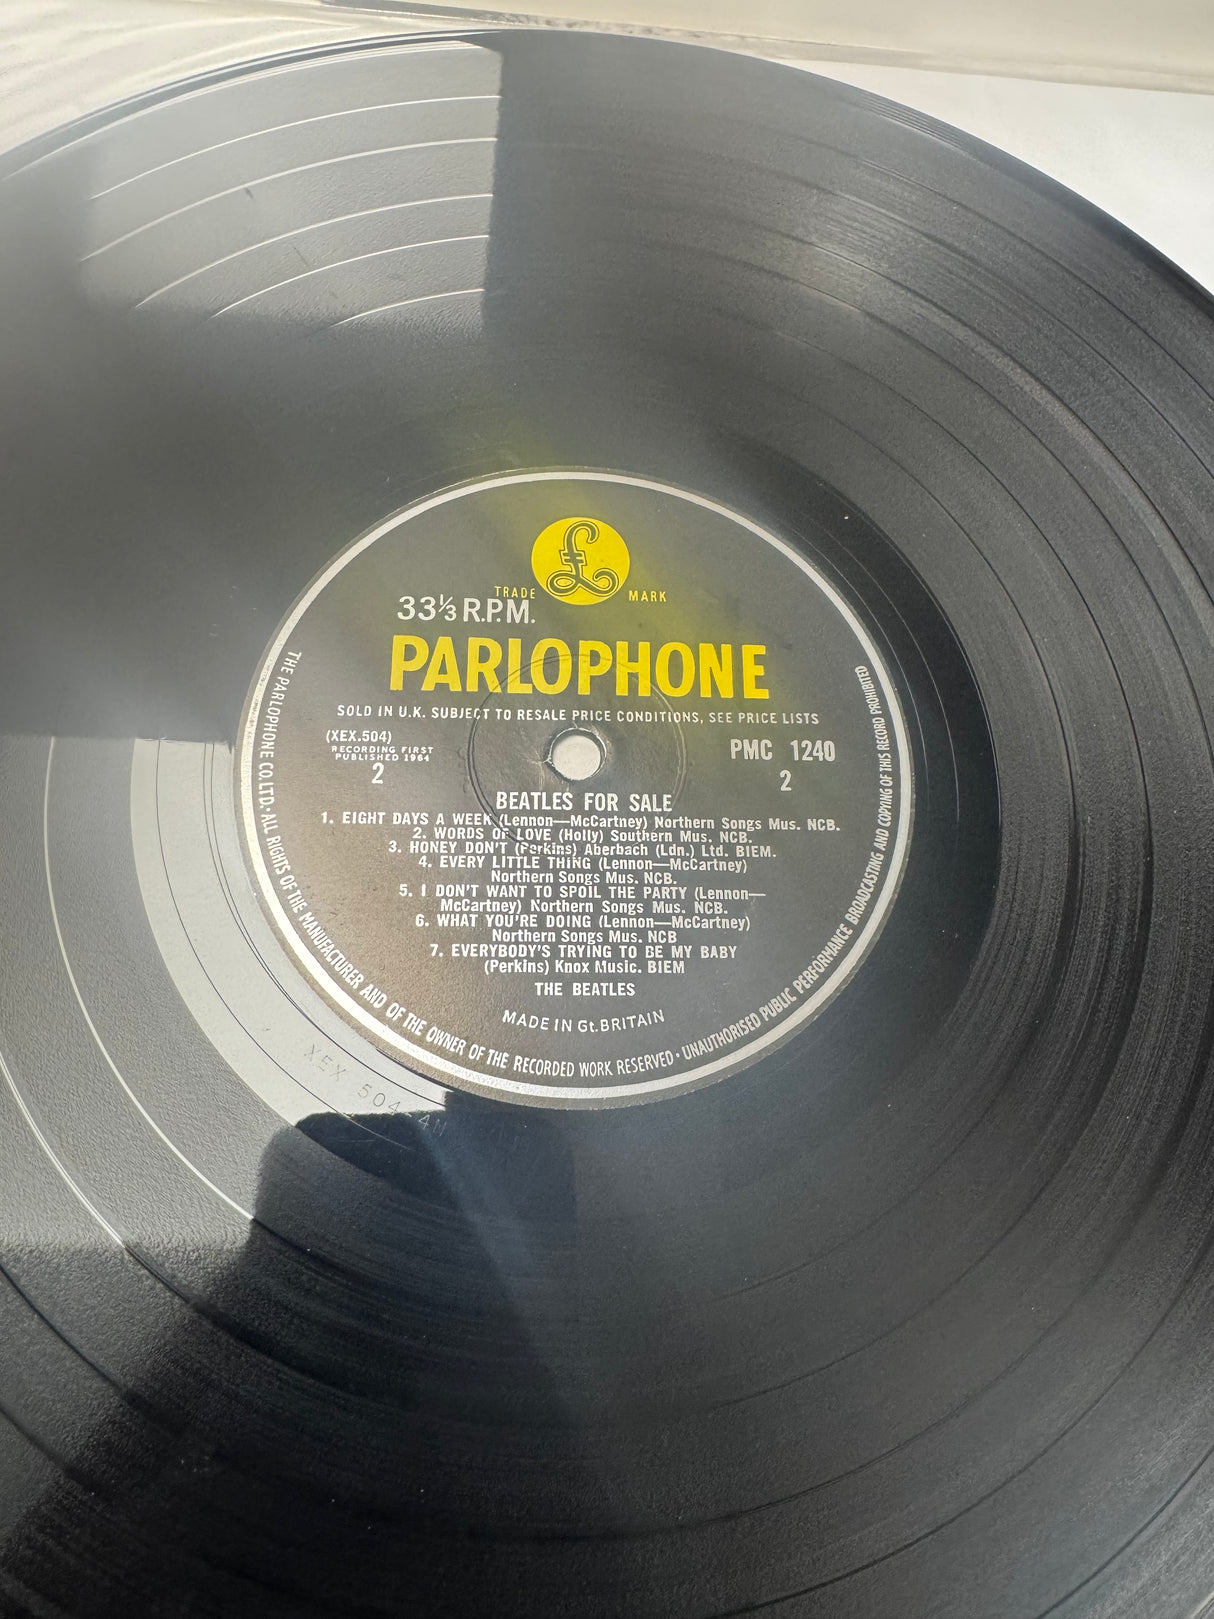 £
TRADE MARK
33⅓ R.P.M.
PARLOPHONE
SOLD IN U.K. SUBJECT TO RESALE PRICE CONDITIONS, SEE PRICE LISTS
(XEX.504)
RECORDING FIRST
PUBLISHED 1964
2
PMC 1240
2
BEATLES FOR SALE
1. EIGHT DAYS A WEEK (Lennon—McCartney) Northern Songs Mus. NCB.
2. WORDS OF LOVE (Holly) Southern Mus. NCB.
3. HONEY DON'T (Perkins) Aberbach (Ldn.) Ltd. BIEM.
4. EVERY LITTLE THING (Lennon—McCartney)
Northern Songs Mus. NCB.
5. I DON'T WANT TO SPOIL THE PARTY (Lennon—
McCartney) Northern Songs Mus. NCB.
6. WHAT YOU'RE DOING (Lennon—McCartney)
Northern Songs Mus. NCB
7. EVERYBODY'S TRYING TO BE MY BABY
(Perkins) Knox Music. BIEM
THE BEATLES
MADE IN Gt.BRITAIN
THE PARLOPHONE CO.LTD.·ALL RIGHTS OF THE MANUFACTURER AND OF THE OWNER OF THE RECORDED WORK RESERVED·UNAUTHORISED PUBLIC PERFORMANCE BROADCASTING AND COPYING OF THIS RECORD PROHIBITED
XEX 504-4N